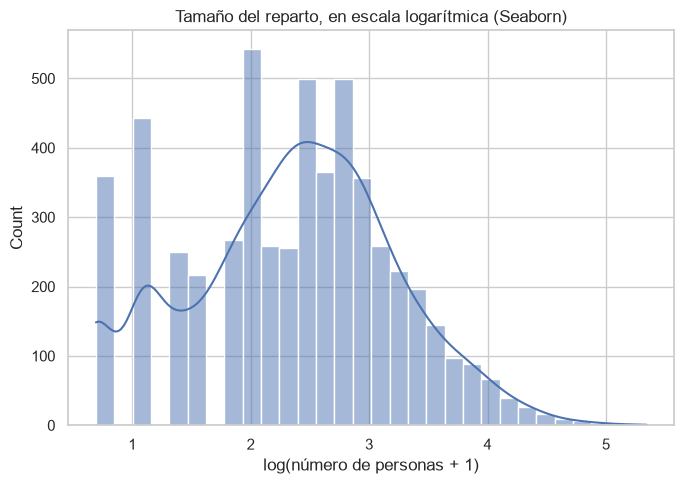 Tamaño del reparto, en escala logarítmica (Seaborn)
500
400
300
200
100
0
Count
1 2 3 4 5
log(número de personas + 1)